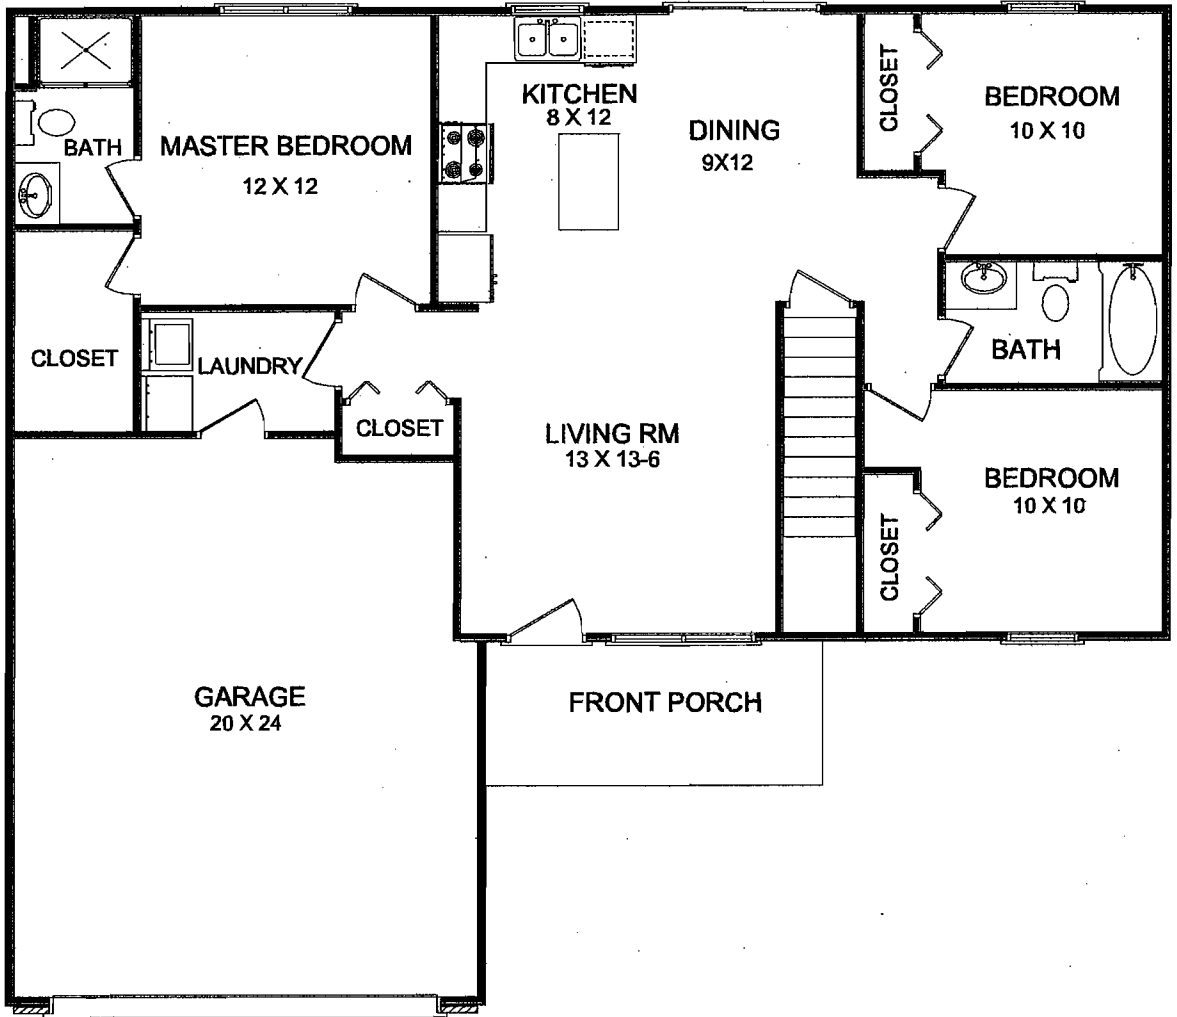 BATH
MASTER BEDROOM
12 X 12
KITCHEN
8 X 12
DINING
9X12
CLOSET
BEDROOM
10 X 10
CLOSET
LAUNDRY
CLOSET
LIVING RM
13 X 13-6
BATH
BEDROOM
10 X 10
CLOSET
GARAGE
20 X 24
FRONT PORCH